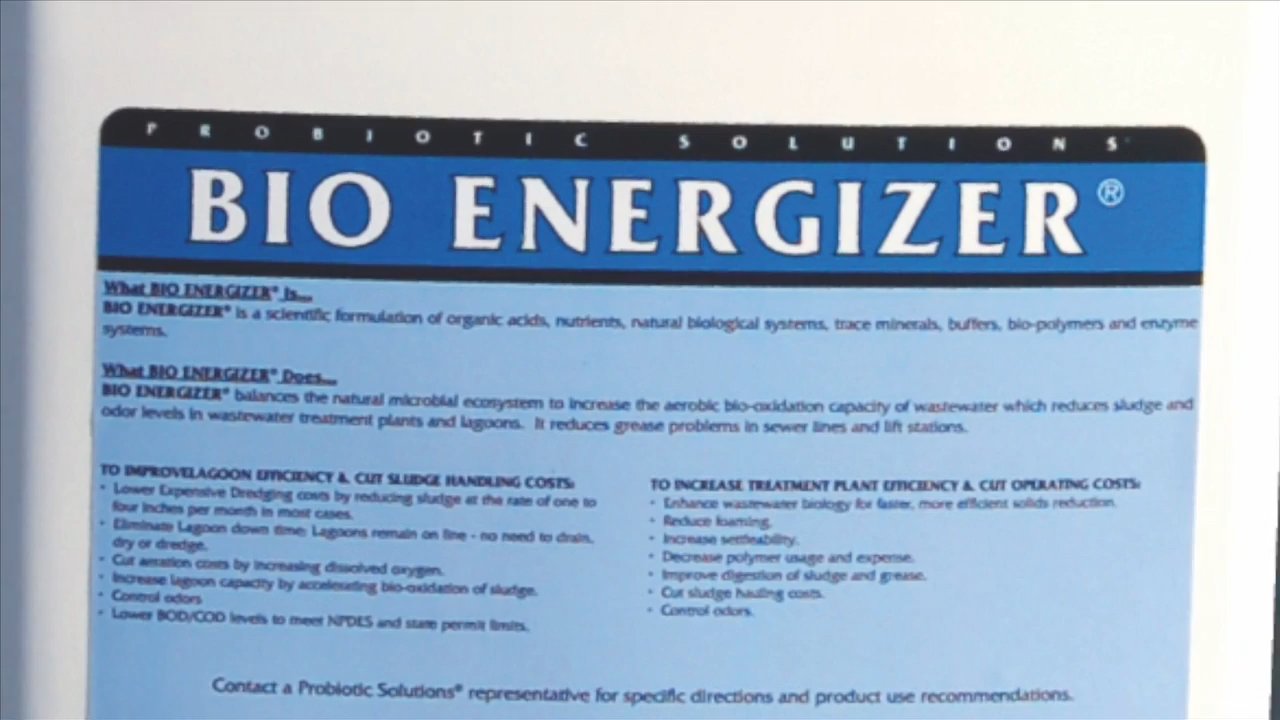 PROBIOTIC SOLUTIONS
BIO ENERGIZER®
What BIO ENERGIZER® Is...
BIO ENERGIZER® is a scientific formulation of organic acids, nutrients, natural biological systems, trace minerals, buffers, bio-polymers and enzyme
systems.
What BIO ENERGIZER® Does...
BIO ENERGIZER® balances the natural microbial ecosystem to increase the aerobic bio-oxidation capacity of wastewater which reduces sludge and
odor levels in wastewater treatment plants and lagoons. It reduces grease problems in sewer lines and lift stations.
TO IMPROVELAGOON EFFICIENCY & CUT SLUDGE HANDLING COSTS:
• Lower Expensive Dredging costs by reducing sludge at the rate of one to
four inches per month in most cases.
• Eliminate Lagoon down time: Lagoons remain on line - no need to drain,
dry or dredge.
• Cut aeration costs by increasing dissolved oxygen.
• Increase lagoon capacity by accelerating bio-oxidation of sludge.
• Control odors
• Lower BOD/COD levels to meet NPDES and state permit limits.
TO INCREASE TREATMENT PLANT EFFICIENCY & CUT OPERATING COSTS:
• Enhance wastewater biology for faster, more efficient solids reduction.
• Reduce foaming.
• Increase settleability.
• Decrease polymer usage and expense.
• Improve digestion of sludge and grease.
• Cut sludge hauling costs.
• Control odors.
Contact a Probiotic Solutions® representative for specific directions and product use recommendations.